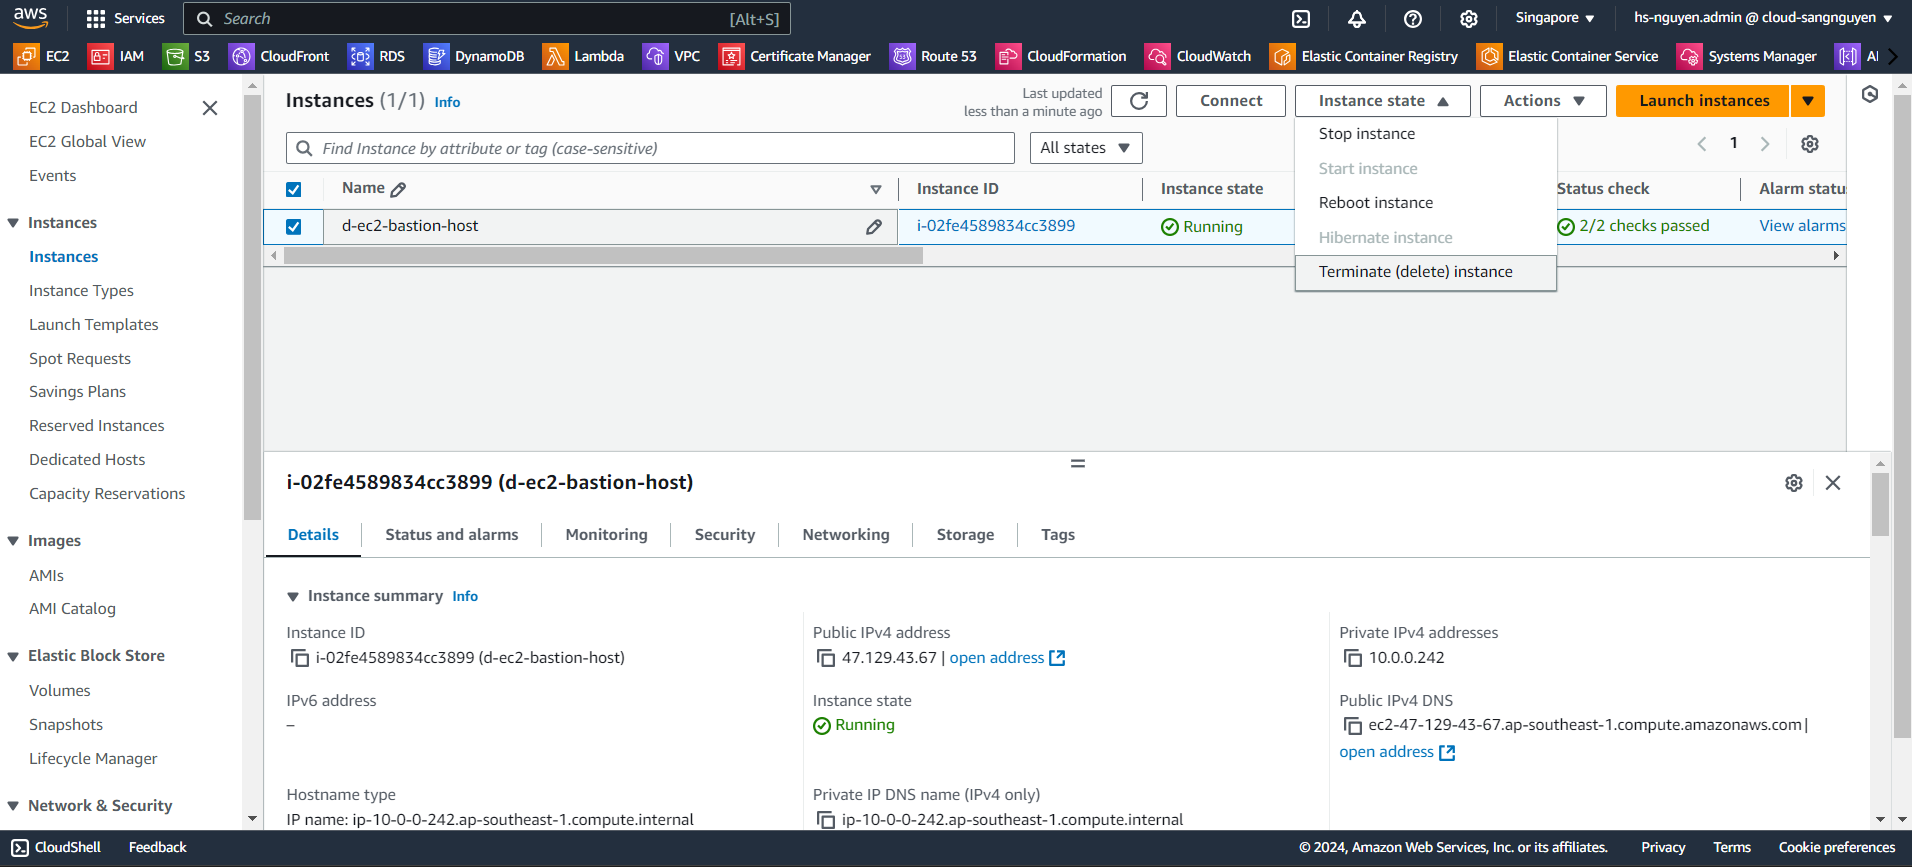 aws
Services
Search
[Alt+S]
Singapore
hs-nguyen.admin @ cloud-sangnguyen
EC2
IAM
S3
CloudFront
RDS
DynamoDB
Lambda
VPC
Certificate Manager
Route 53
CloudFormation
CloudWatch
Elastic Container Registry
Elastic Container Service
Systems Manager
EC2 Dashboard
EC2 Global View
Events
Instances
Instances
Instance Types
Launch Templates
Spot Requests
Savings Plans
Reserved Instances
Dedicated Hosts
Capacity Reservations
Images
AMIs
AMI Catalog
Elastic Block Store
Volumes
Snapshots
Lifecycle Manager
Network & Security
Instances (1/1) Info
Last updated
less than a minute ago
Connect
Instance state
Actions
Launch instances
Find Instance by attribute or tag (case-sensitive)
All states
1
Stop instance
Start instance
Reboot instance
Hibernate instance
Terminate (delete) instance
Name
Instance ID
Instance state
Status check
Alarm statu
d-ec2-bastion-host
i-02fe4589834cc3899
Running
2/2 checks passed
View alarms
i-02fe4589834cc3899 (d-ec2-bastion-host)
Details
Status and alarms
Monitoring
Security
Networking
Storage
Tags
Instance summary Info
Instance ID
i-02fe4589834cc3899 (d-ec2-bastion-host)
Public IPv4 address
47.129.43.67 | open address
Private IPv4 addresses
10.0.0.242
IPv6 address
–
Instance state
Running
Public IPv4 DNS
ec2-47-129-43-67.ap-southeast-1.compute.amazonaws.com |
open address
Hostname type
IP name: ip-10-0-0-242.ap-southeast-1.compute.internal
Private IP DNS name (IPv4 only)
ip-10-0-0-242.ap-southeast-1.compute.internal
CloudShell
Feedback
© 2024, Amazon Web Services, Inc. or its affiliates.
Privacy
Terms
Cookie preferences